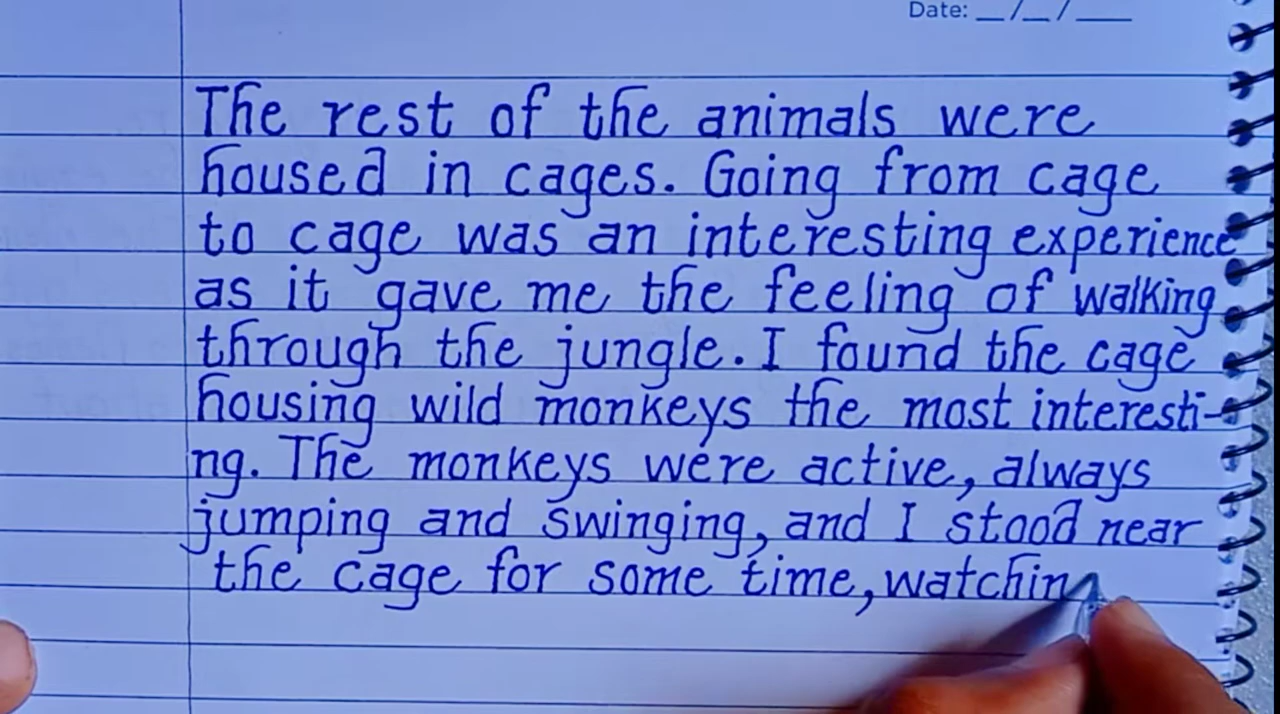 Date: __/__/____
The rest of the animals were
housed in cages. Going from cage
to cage was an interesting experience
as it gave me the feeling of walking
through the jungle. I found the cage
housing wild monkeys the most interesti-
ng. The monkeys were active, always
jumping and swinging, and I stood near
the cage for some time, watchin